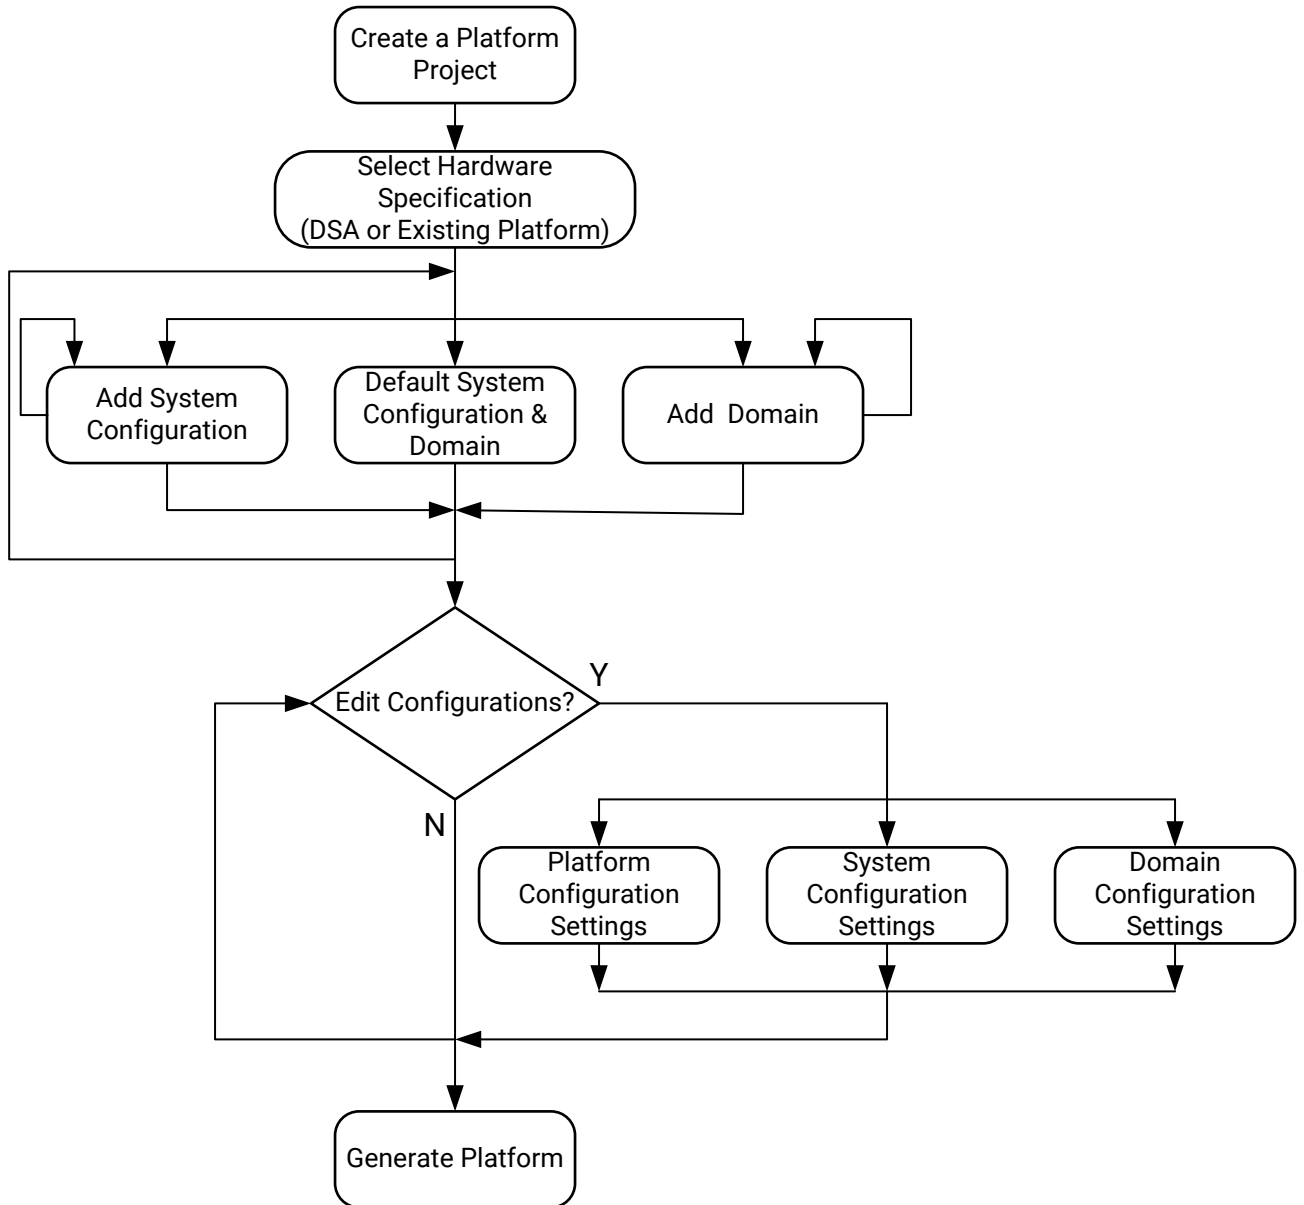 Create a Platform
Project
Select Hardware
Specification
(DSA or Existing Platform)
Add System
Configuration
Default System
Configuration &
Domain
Add Domain
Edit Configurations?
Y
N
Platform
Configuration
Settings
System
Configuration
Settings
Domain
Configuration
Settings
Generate Platform